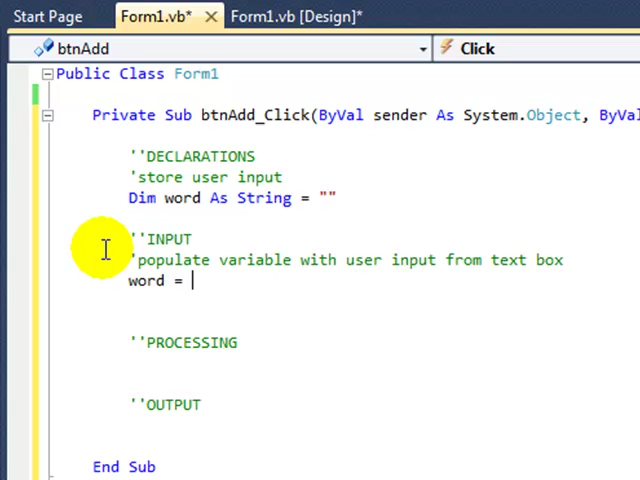 Start Page Form1.vb* Form1.vb [Design]*
btnAdd Click
Public Class Form1
Private Sub btnAdd_Click(ByVal sender As System.Object, ByVal
''DECLARATIONS
'store user input
Dim word As String = ""
''INPUT
'populate variable with user input from text box
word =
''PROCESSING
''OUTPUT
End Sub